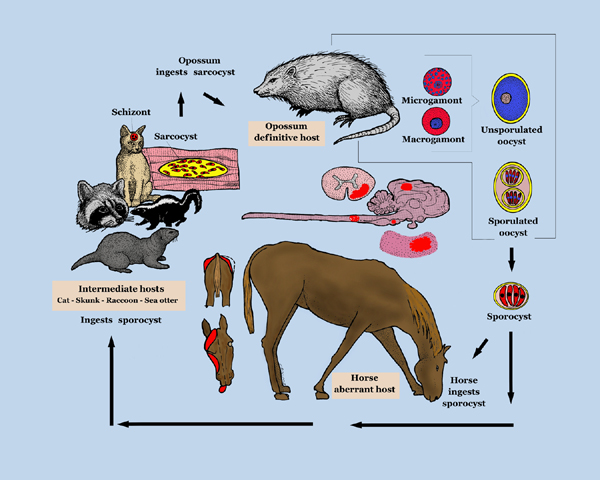 Opossum
ingests sarcocyst
Schizont
Sarcocyst
Opossum
definitive host
Microgamont
Macrogamont
Unsporulated
oocyst
Sporulated
oocyst
Sporocyst
Intermediate hosts
Cat - Skunk - Raccoon - Sea otter
Ingests sporocyst
Horse
aberrant host
Horse
ingests
sporocyst